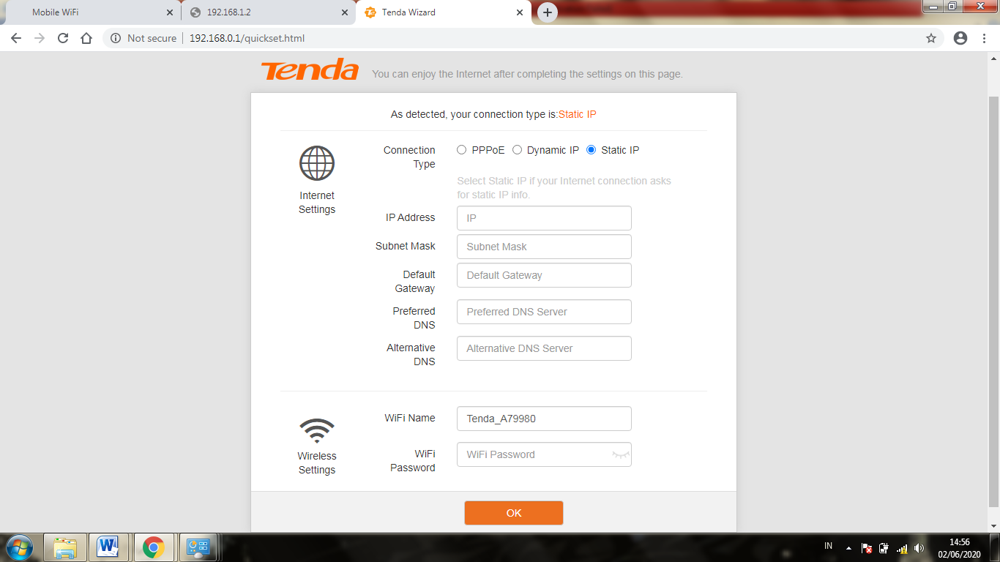 Mobile WiFi
192.168.1.2
Tenda Wizard
Not secure
192.168.0.1/quickset.html
Tenda
You can enjoy the Internet after completing the settings on this page.
As detected, your connection type is:Static IP
Internet
Settings
Connection
Type
PPPoE
Dynamic IP
Static IP
Select Static IP if your Internet connection asks
for static IP info.
IP Address
IP
Subnet Mask
Subnet Mask
Default
Gateway
Default Gateway
Preferred
DNS
Preferred DNS Server
Alternative
DNS
Alternative DNS Server
Wireless
Settings
WiFi Name
Tenda_A79980
WiFi
Password
WiFi Password
OK
IN
14:56
02/06/2020